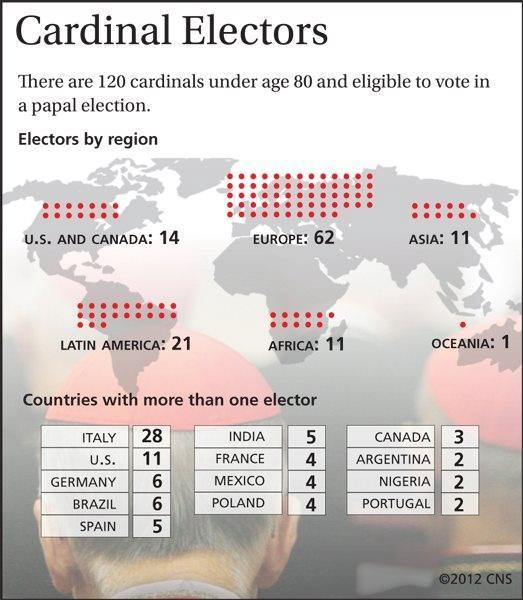 Cardinal Electors
There are 120 cardinals under age 80 and eligible to vote in
a papal election.
Electors by region
U.S. AND CANADA: 14
EUROPE: 62
ASIA: 11
LATIN AMERICA: 21
AFRICA: 11
OCEANIA: 1
Countries with more than one elector
ITALY 28
U.S. 11
GERMANY 6
BRAZIL 6
SPAIN 5
INDIA 5
FRANCE 4
MEXICO 4
POLAND 4
CANADA 3
ARGENTINA 2
NIGERIA 2
PORTUGAL 2
©2012 CNS